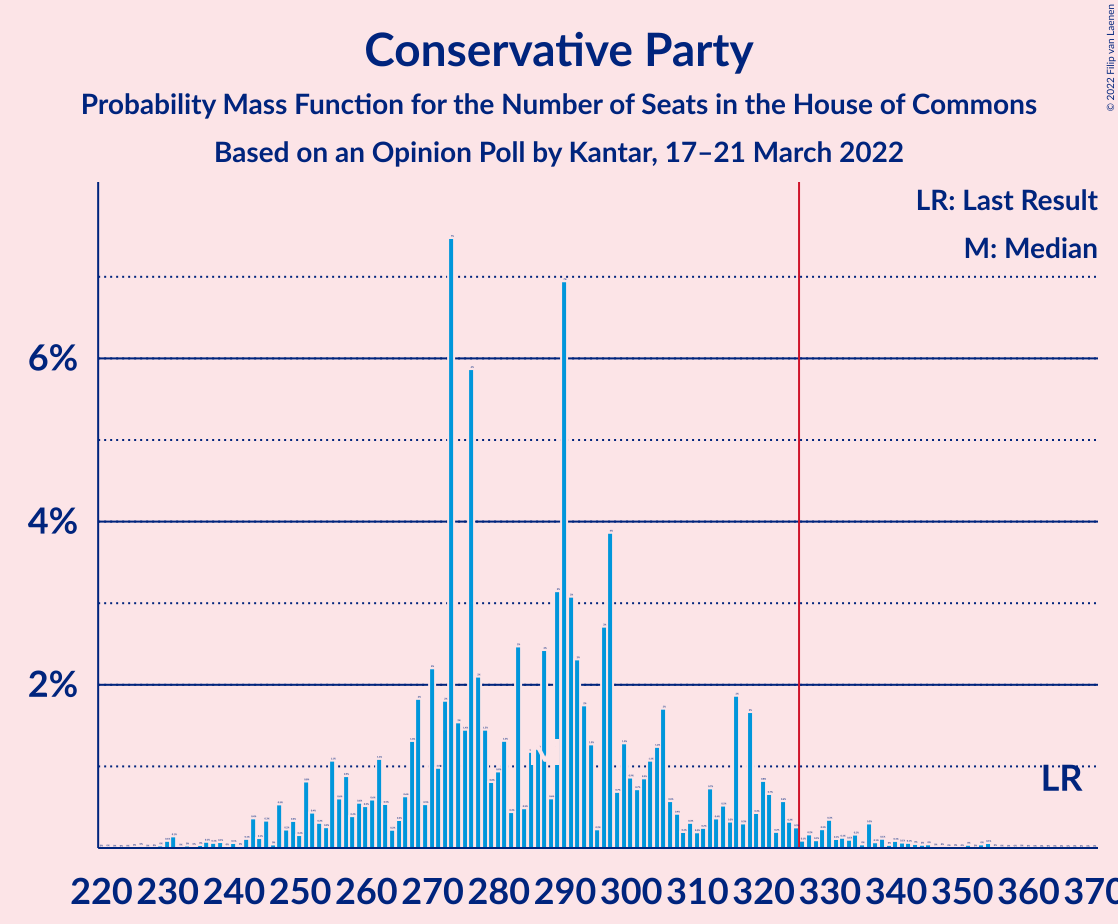 Conservative Party
Probability Mass Function for the Number of Seats in the House of Commons
Based on an Opinion Poll by Kantar, 17–21 March 2022
© 2022 Filip van Laenen
LR: Last Result
M: Median
6%
4%
2%
M
LR
220 230 240 250 260 270 280 290 300 310 320 330 340 350 360 370